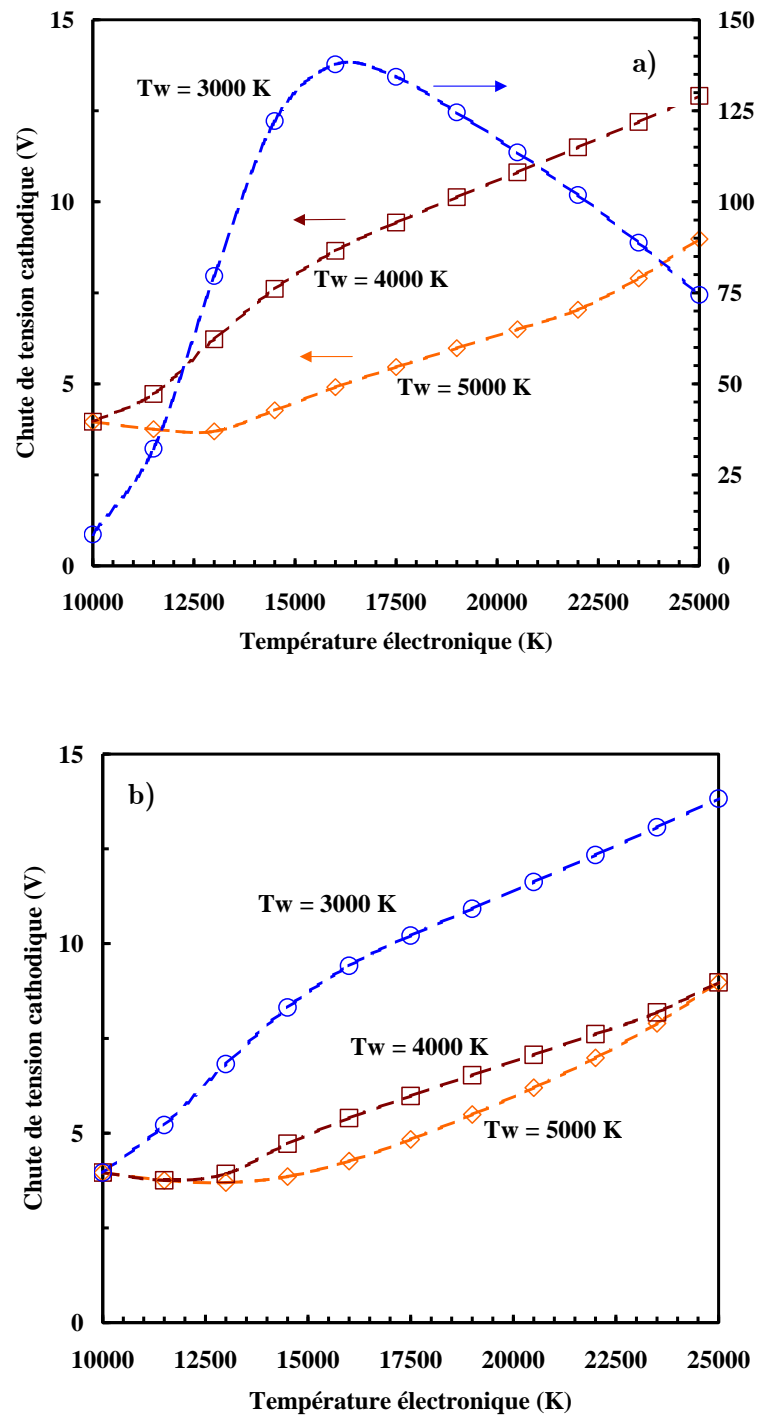 15
150
a)
Tw = 3000 K
125
10
100
Tw = 4000 K
75
5
Tw = 5000 K
50
25
0
0
10000 12500 15000 17500 20000 22500 25000
Température électronique (K)
Chute de tension cathodique (V)
15
b)
Tw = 3000 K
10
Tw = 4000 K
5
Tw = 5000 K
0
10000 12500 15000 17500 20000 22500 25000
Température électronique (K)
Chute de tension cathodique (V)